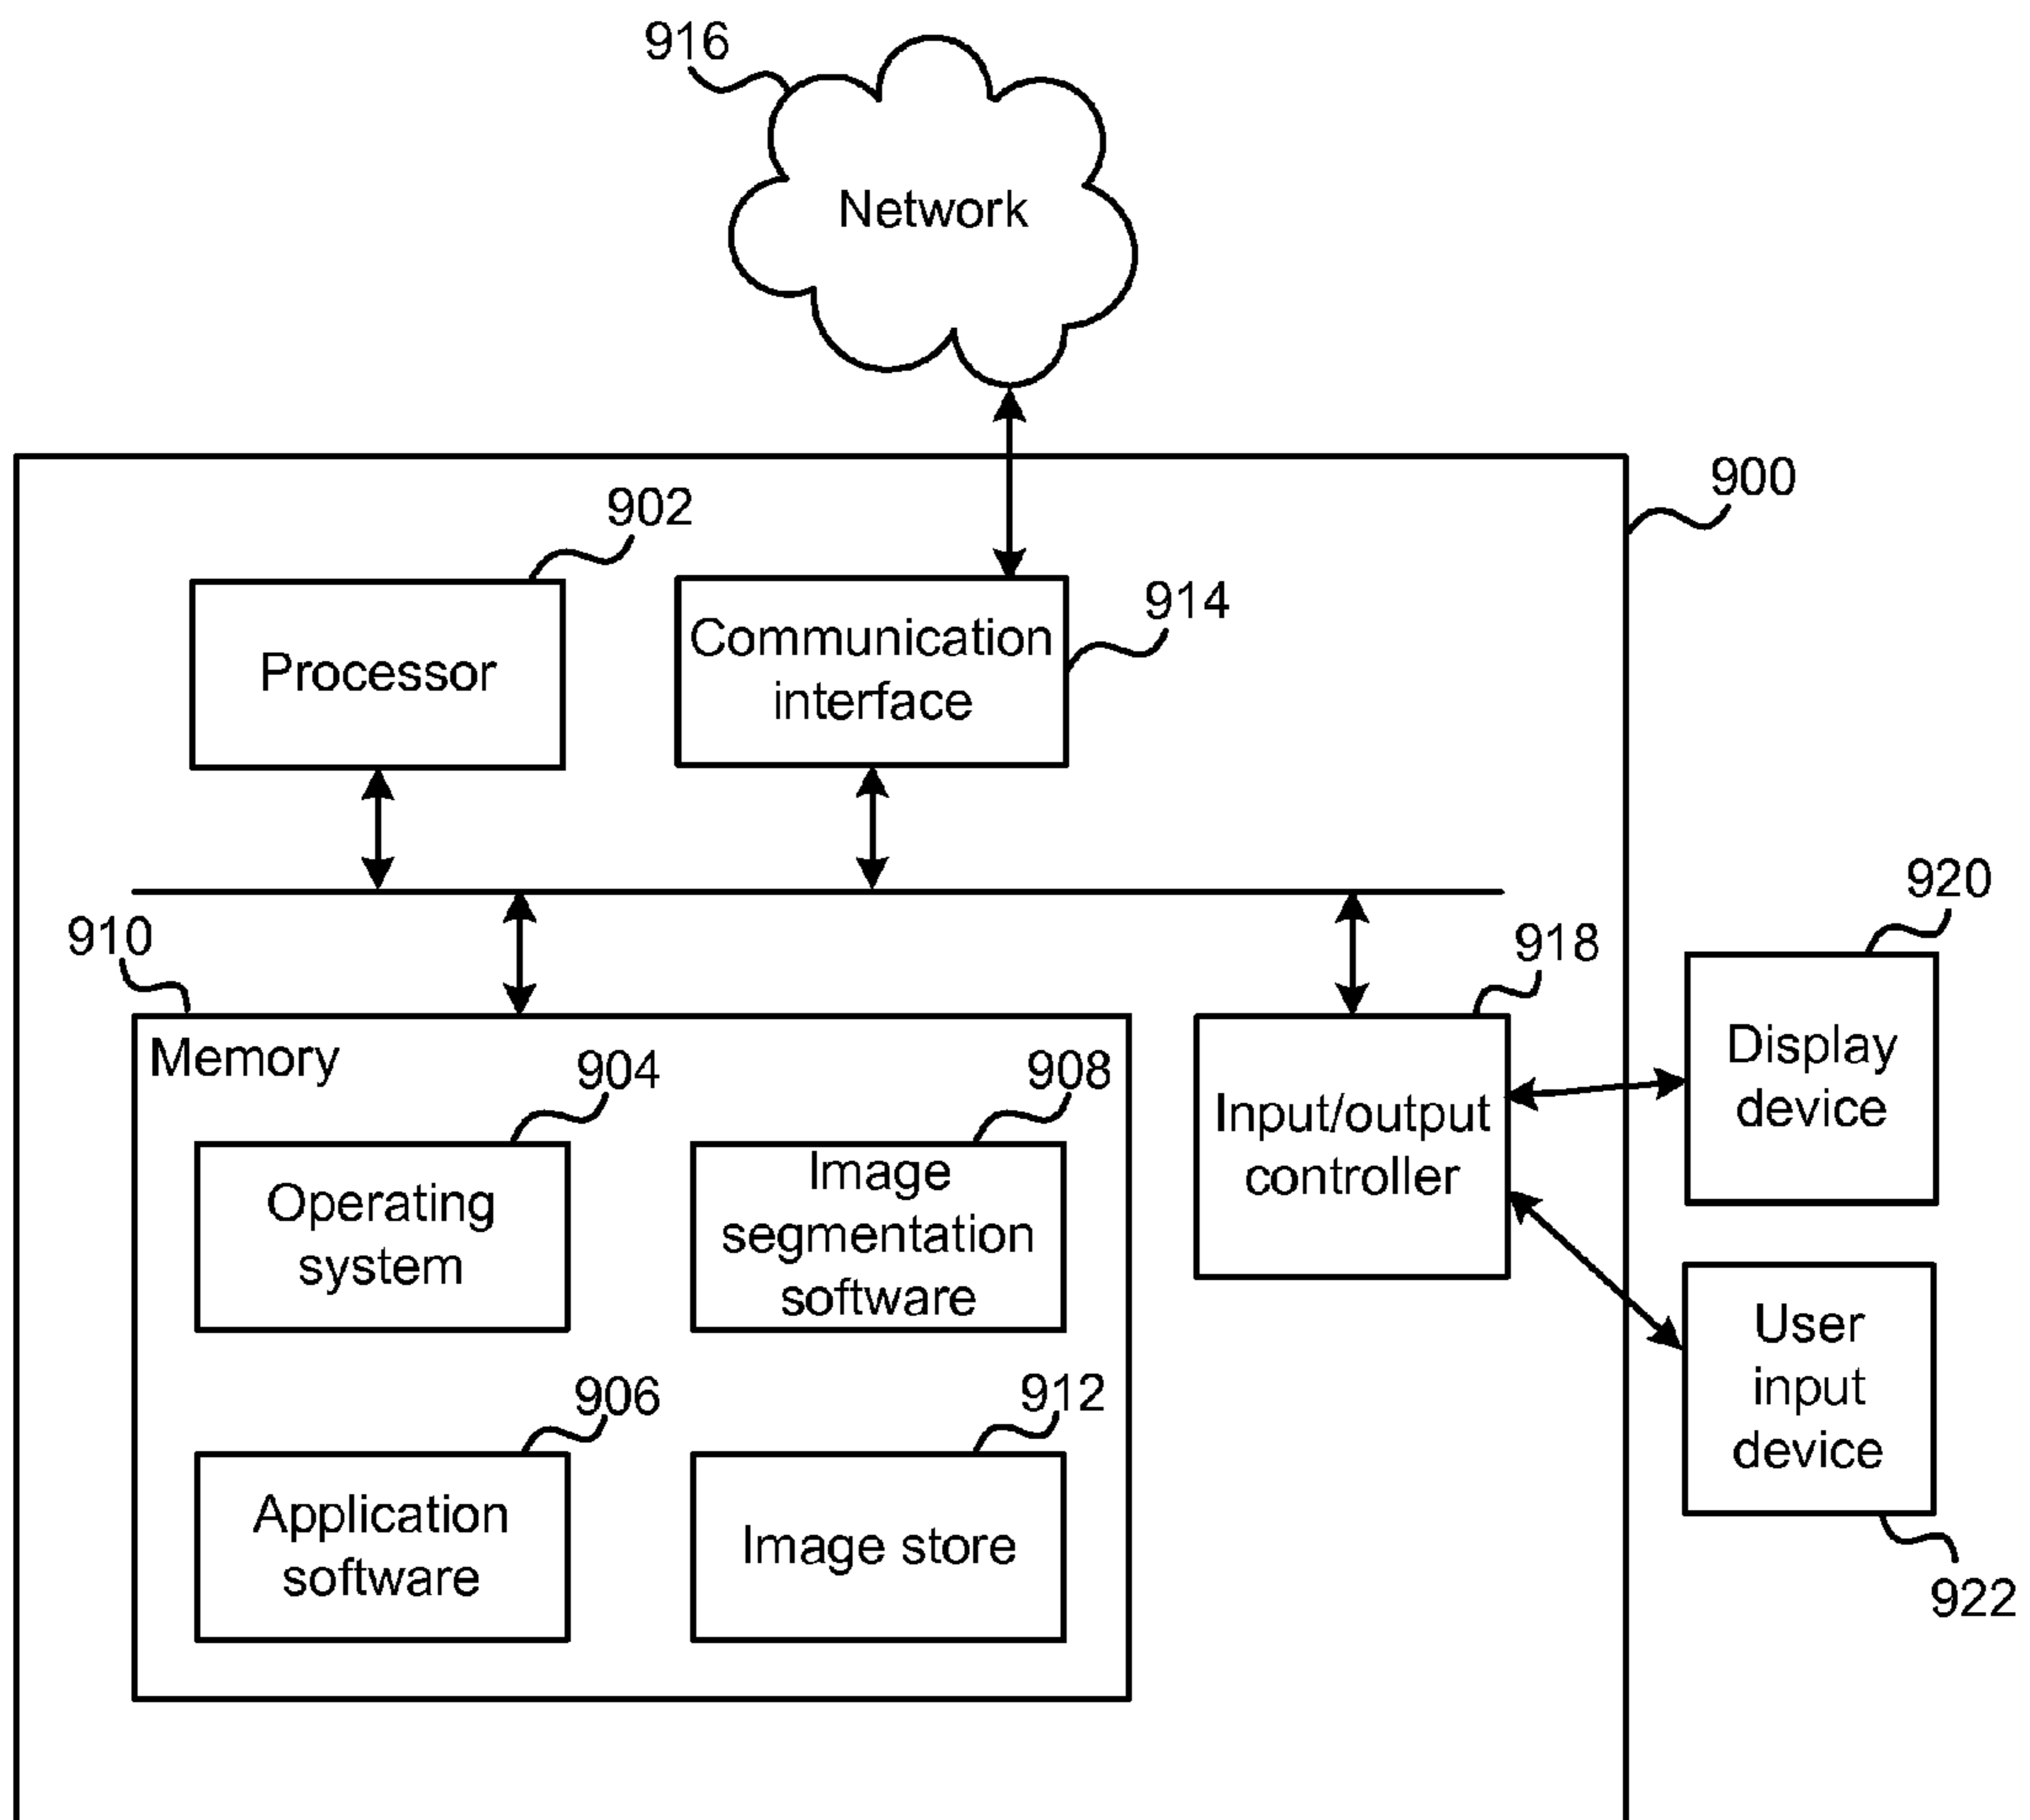 916
Network
900
902
914
Processor
Communication
interface
920
910
918
Memory
904
908
Display
device
Input/output
controller
Operating
system
Image
segmentation
software
User
input
device
906
912
Application
software
Image store
922